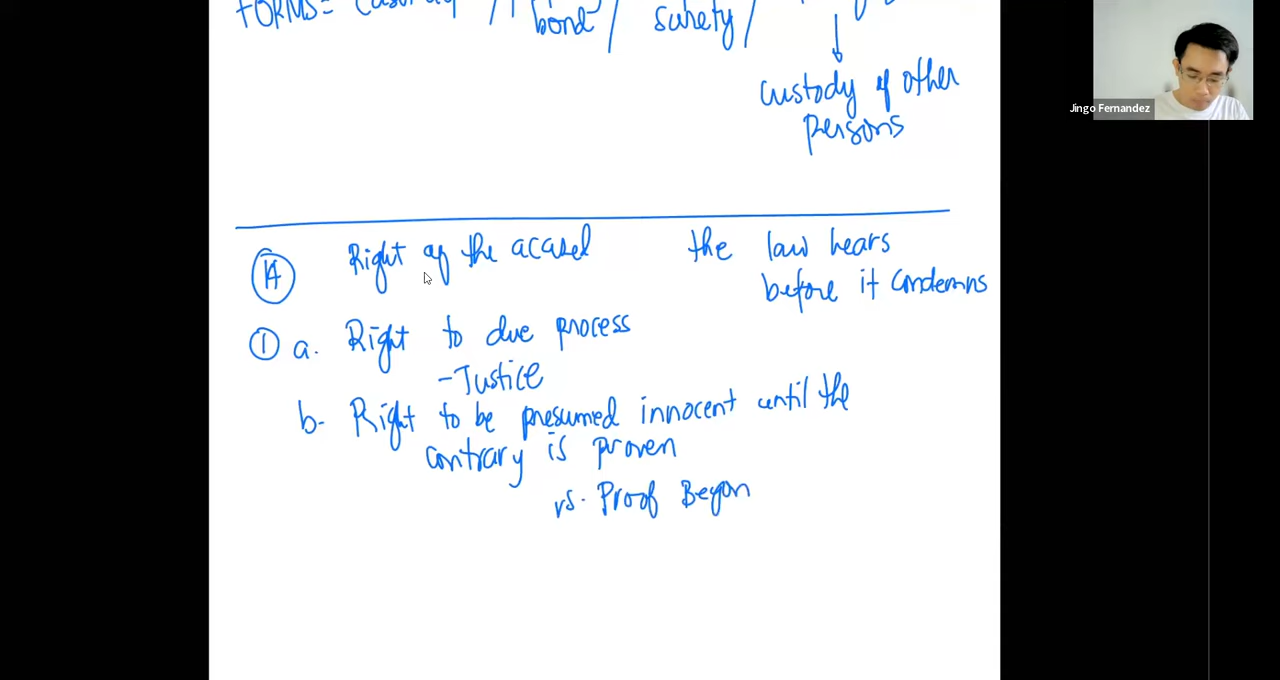 FORMS =
bond / surety /
custody of other
persons
Jingo Fernandez
14 Right of the accused the law hears
before it condemns
1 a. Right to due process
- Justice
b- Right to be presumed innocent until the
contrary is proven
vs. Proof Beyon